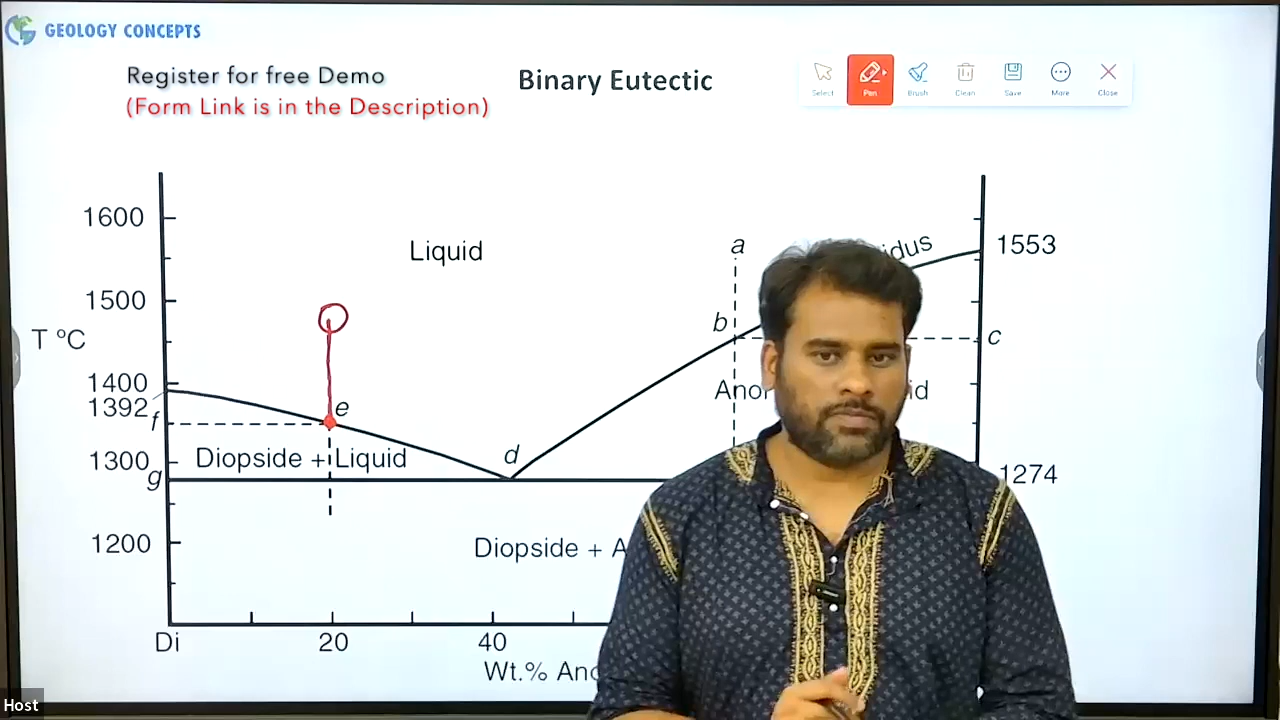 GEOLOGY CONCEPTS
Register for free Demo
(Form Link is in the Description)
Binary Eutectic
Select
Pen
Brush
Clean
Save
More
Close
1600
1500
T ºC
1400
1392
f
1300
g
1200
Liquid
a
1553
b
c
e
d
Diopside + Liquid
1274
Diopside + A
Di
20
40
Wt.%
Host